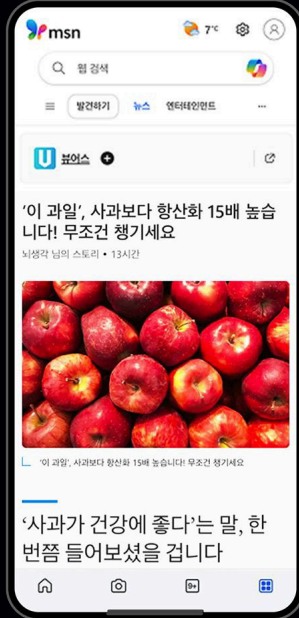 msn
7°C
웹 검색
발견하기 뉴스 엔터테인먼트 ...
U 뷰어스
'이 과일', 사과보다 항산화 15배 높습
니다! 무조건 챙기세요
뇌생각 님의 스토리 • 13시간
'이 과일', 사과보다 항산화 15배 높습니다! 무조건 챙기세요
'사과가 건강에 좋다'는 말, 한
번쯤 들어보셨을 겁니다
9+